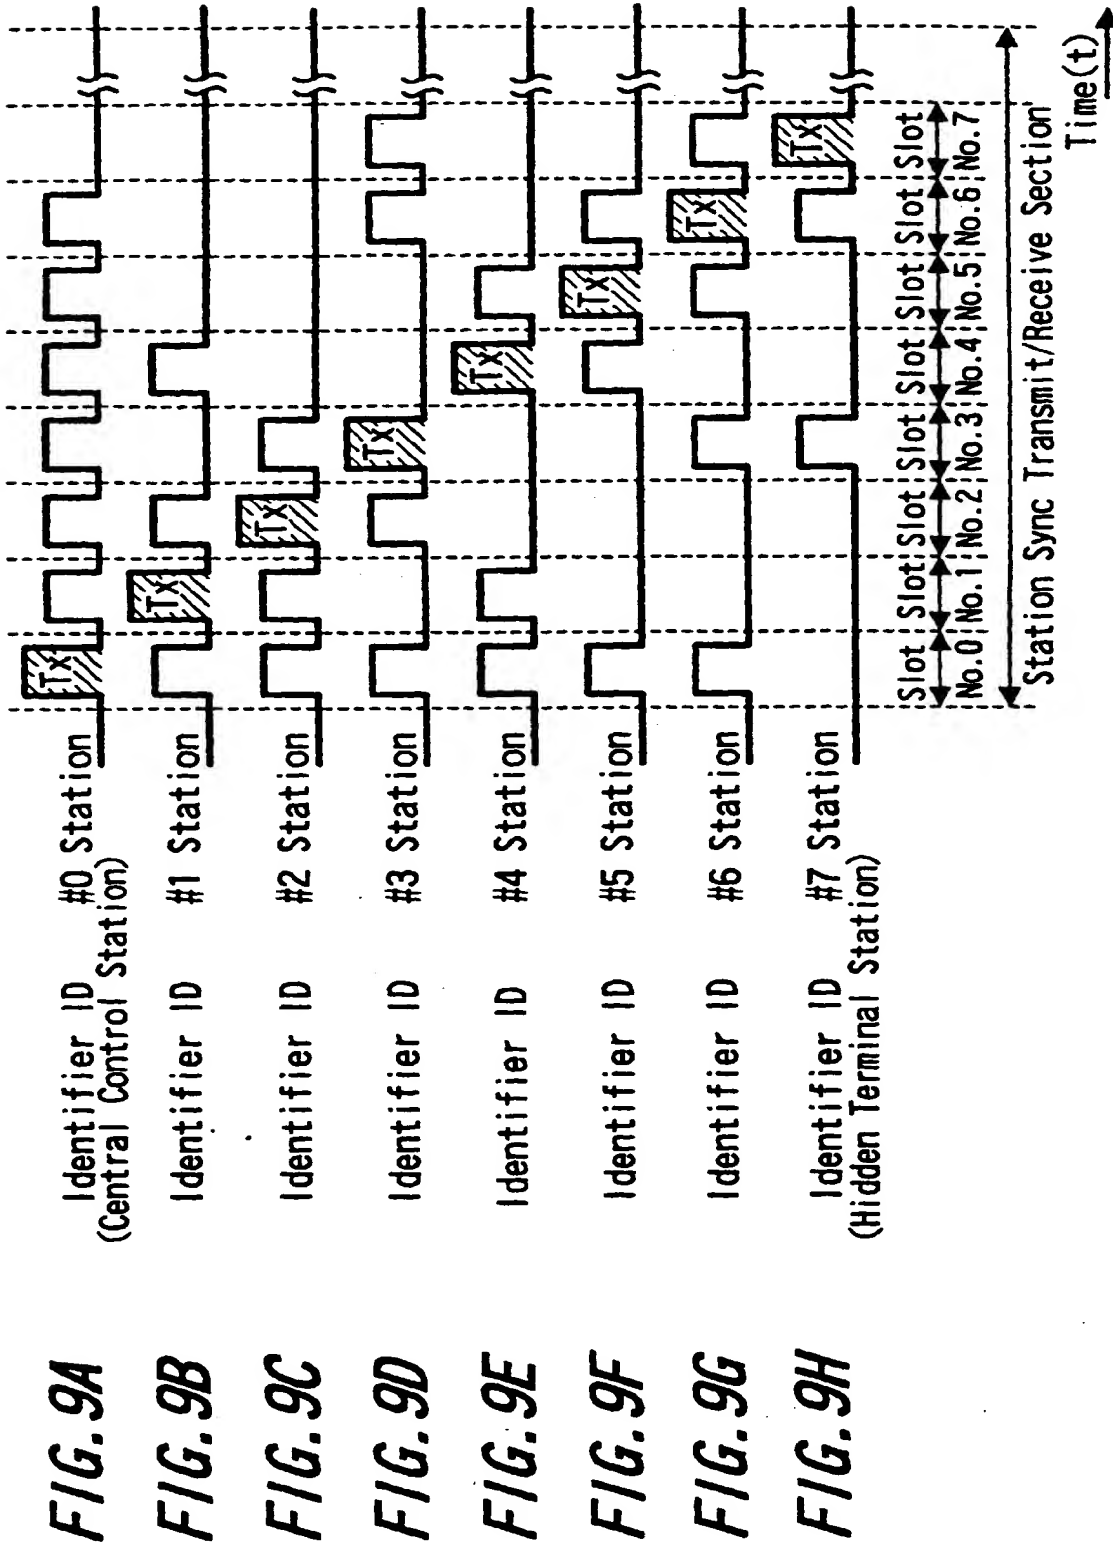 FIG. 9A
Identifier ID #0 Station
(Central Control Station)
TX
FIG. 9B
Identifier ID #1 Station
TX
FIG. 9C
Identifier ID #2 Station
TX
FIG. 9D
Identifier ID #3 Station
TX
FIG. 9E
Identifier ID #4 Station
TX
FIG. 9F
Identifier ID #5 Station
TX
FIG. 9G
Identifier ID #6 Station
TX
FIG. 9H
Identifier ID #7 Station
(Hidden Terminal Station)
TX
Slot Slot Slot Slot Slot Slot Slot Slot
No.0 No.1 No.2 No.3 No.4 No.5 No.6 No.7
Station Sync Transmit/Receive Section
Time(t)